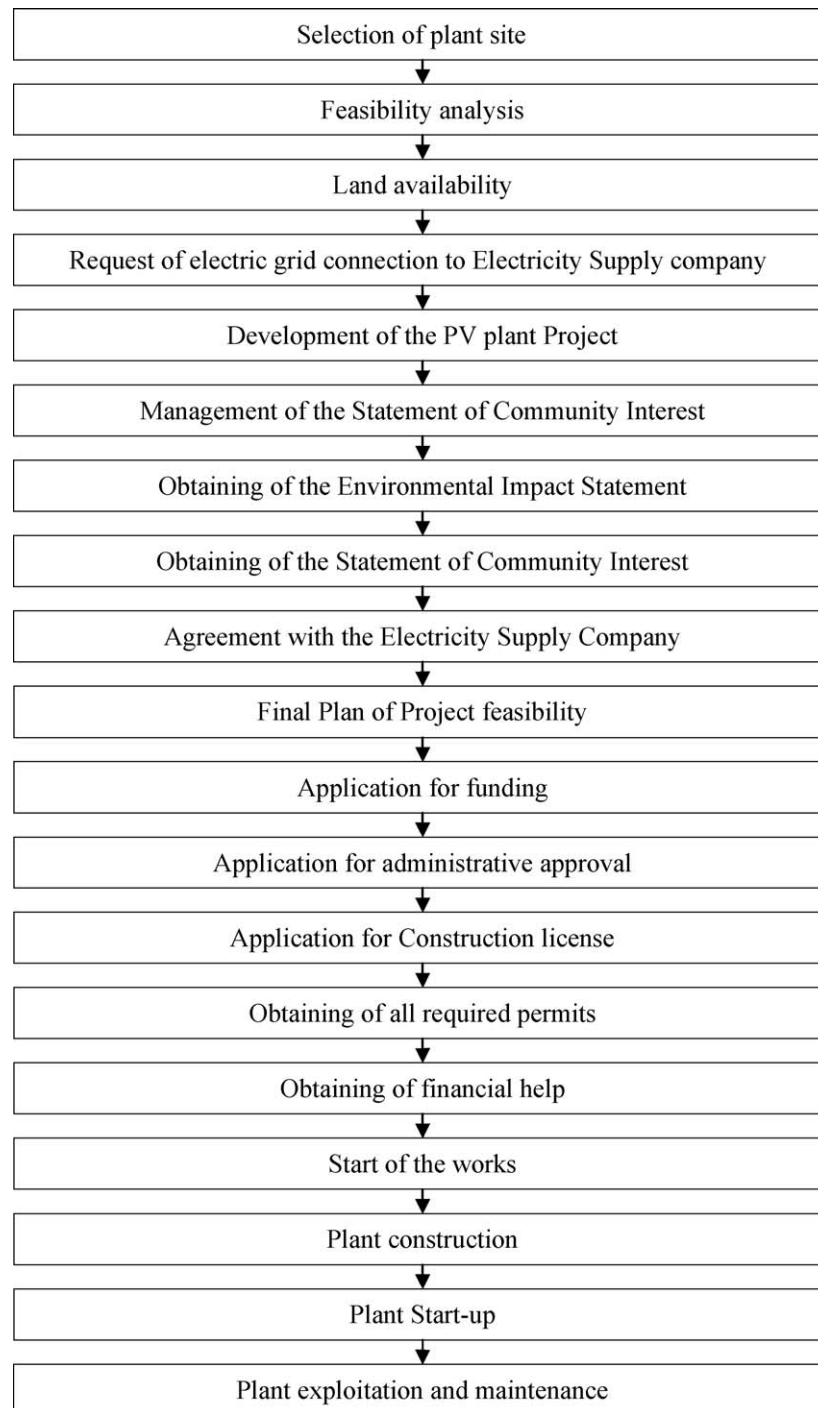 Selection of plant site
Feasibility analysis
Land availability
Request of electric grid connection to Electricity Supply company
Development of the PV plant Project
Management of the Statement of Community Interest
Obtaining of the Environmental Impact Statement
Obtaining of the Statement of Community Interest
Agreement with the Electricity Supply Company
Final Plan of Project feasibility
Application for funding
Application for administrative approval
Application for Construction license
Obtaining of all required permits
Obtaining of financial help
Start of the works
Plant construction
Plant Start-up
Plant exploitation and maintenance